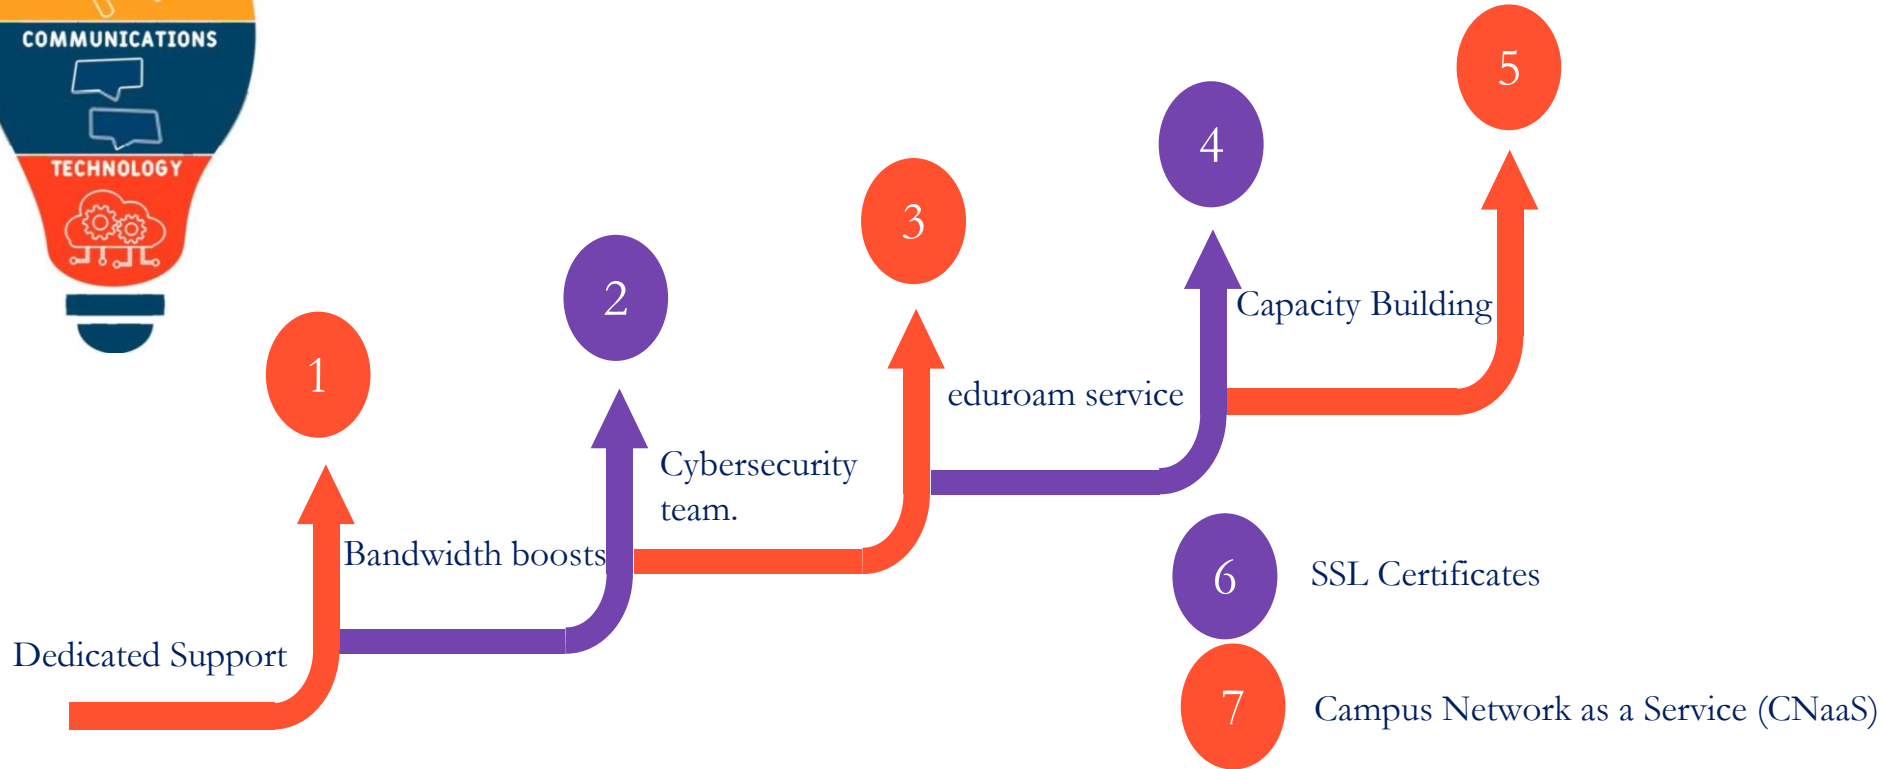 COMMUNICATIONS
TECHNOLOGY
1
Dedicated Support
2
Bandwidth boosts
3
Cybersecurity
team.
4
eduroam service
5
Capacity Building
6
SSL Certificates
7
Campus Network as a Service (CNaaS)